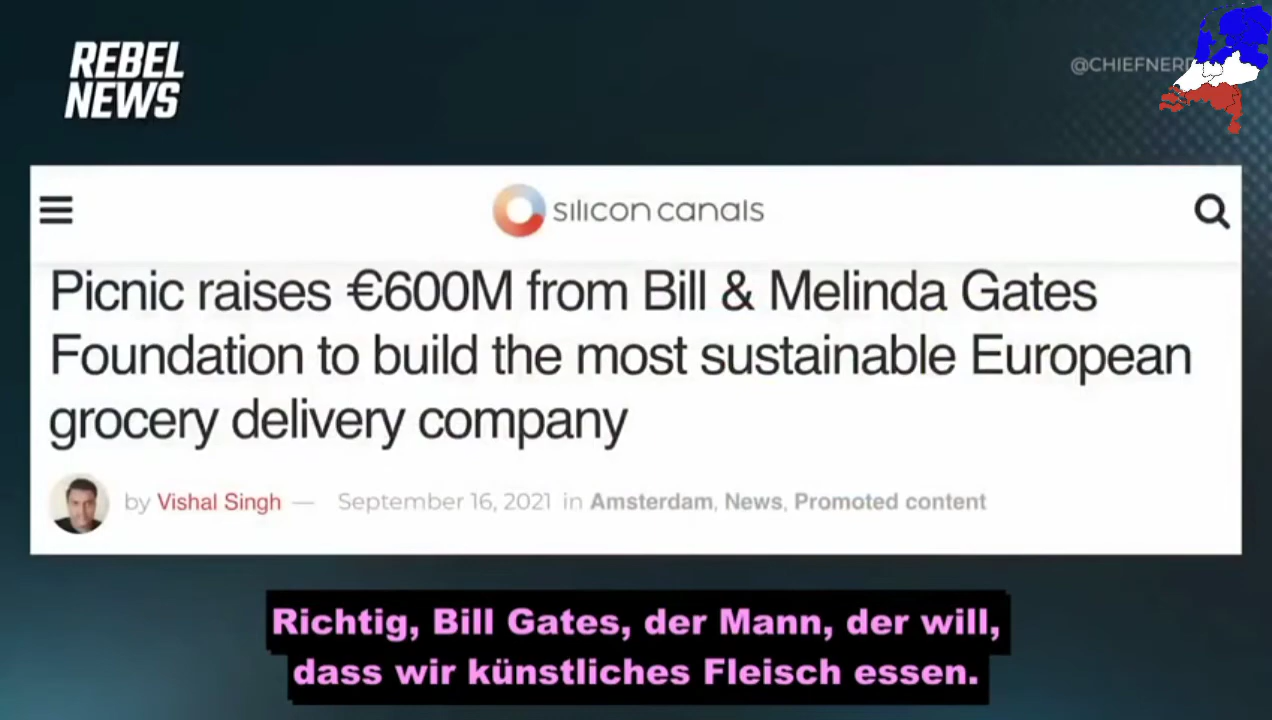 REBEL
NEWS
@CHIEFNERD
silicon canals
Picnic raises €600M from Bill & Melinda Gates
Foundation to build the most sustainable European
grocery delivery company
by Vishal Singh — September 16, 2021 in Amsterdam, News, Promoted content
Richtig, Bill Gates, der Mann, der will,
dass wir künstliches Fleisch essen.